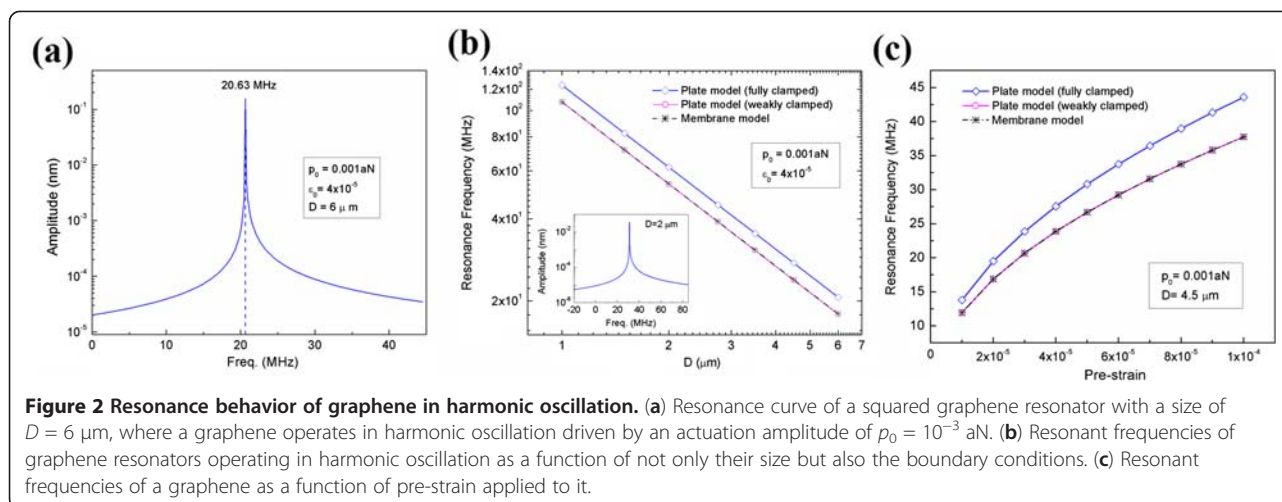 (a)
20.63 MHz
10⁻¹
10⁻²
10⁻³
10⁻⁴
10⁻⁵
Amplitude (nm)
p₀ = 0.001aN
ε₀= 4x10⁻⁵
D = 6 μ m
0 10 20 30 40
Freq. (MHz)
(b)
1.4x10²
1.2x10²
10²
8x10¹
6x10¹
4x10¹
2x10¹
Resonance Frequency (MHz)
Plate model (fully clamped)
Plate model (weakly clamped)
Membrane model
p₀ = 0.001aN
ε₀= 4x10⁻⁵
D=2 μm
10⁻²
10⁻⁴
10⁻⁶
Amplitude (nm)
-20 0 20 40 60 80
Freq. (MHz)
1 2 3 4 5 6 7
D (μm)
(c)
45
40
35
30
25
20
15
10
Resonance Frequency (MHz)
Plate model (fully clamped)
Plate model (weakly clamped)
Membrane model
p₀ = 0.001aN
D= 4.5 μm
0 2x10⁻⁵ 4x10⁻⁵ 6x10⁻⁵ 8x10⁻⁵ 1x10⁻⁴
Pre-strain
Figure 2 Resonance behavior of graphene in harmonic oscillation. (a) Resonance curve of a squared graphene resonator with a size of
D = 6 μm, where a graphene operates in harmonic oscillation driven by an actuation amplitude of p₀ = 10⁻³ aN. (b) Resonant frequencies of
graphene resonators operating in harmonic oscillation as a function of not only their size but also the boundary conditions. (c) Resonant
frequencies of a graphene as a function of pre-strain applied to it.